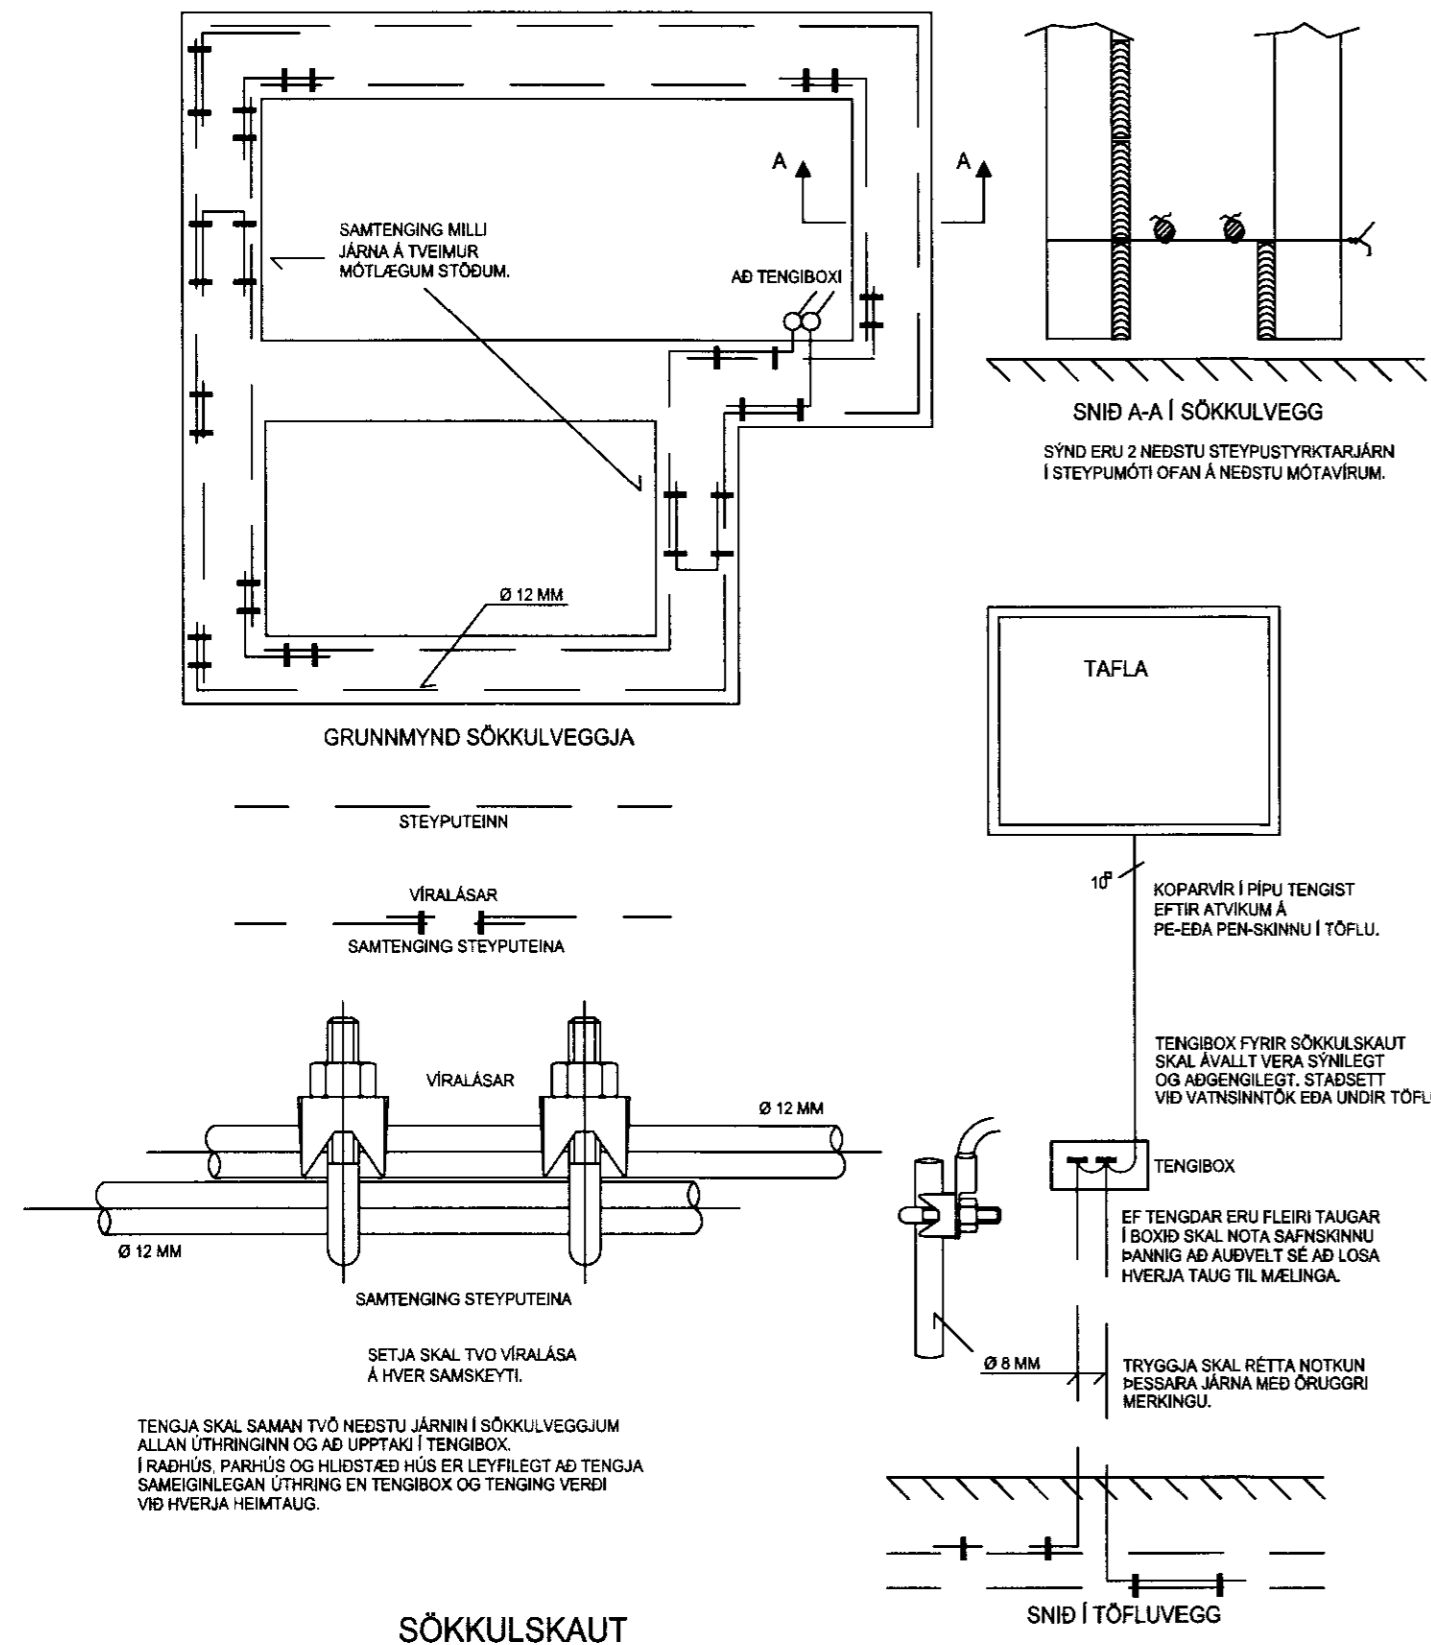 A
A
SAMTENGING MILLI
JÁRNA Á TVEIMUR
MÓTLÆGUM STÖÐUM.
AÐ TENGIBOXI
Ø 12 MM
GRUNNMYND SÖKKULVEGGJA
SNIÐ A-A Í SÖKKULVEGG
SÝND ERU 2 NEÐSTU STEYPUSTYRKTARJÁRN
Í STEYPUMÓTI OFAN Á NEÐSTU MÓTAVÍRUM.
STEYPUTEINN
VÍRALÁSAR
SAMTENGING STEYPUTEINA
VÍRALÁSAR
Ø 12 MM
Ø 12 MM
SAMTENGING STEYPUTEINA
SETJA SKAL TVO VÍRALÁSA
Á HVER SAMSKEYTI.
TENGJA SKAL SAMAN TVÖ NEÐSTU JÁRNIN Í SÖKKULVEGGJUM
ALLAN ÚTHRINGINN OG AÐ UPPTAKI Í TENGIBOX.
Í RAÐHÚS, PARHÚS OG HLIÐSTÆÐ HÚS ER LEYFILEGT AÐ TENGJA
SAMEIGINLEGAN ÚTHRING EN TENGIBOX OG TENGING VERÐI
VIÐ HVERJA HEIMTAUG.
TAFLA
10
KOPARVÍR Í PÍPU TENGIST
EFTIR ATVIKUM Á
PE-EÐA PEN-SKINNU Í TÖFLU.
TENGIBOX FYRIR SÖKKULSKAUT
SKAL ÁVALLT VERA SÝNILEGT
OG AÐGENGILEGT. STAÐSETT
VIÐ VATNSINNTÖK EÐA UNDIR TÖFL
TENGIBOX
EF TENGDAR ERU FLEIRI TAUGAR
Í BOXIÐ SKAL NOTA SAFNSKINNU
ÞANNIG AÐ AUÐVELT SÉ AÐ LOSA
HVERJA TAUG TIL MÆLINGA.
Ø 8 MM
TRYGGJA SKAL RÉTTA NOTKUN
ÞESSARA JÁRNA MEÐ ÖRUGGRI
MERKINGU.
SNIÐ Í TÖFLUVEGG
SÖKKULSKAUT